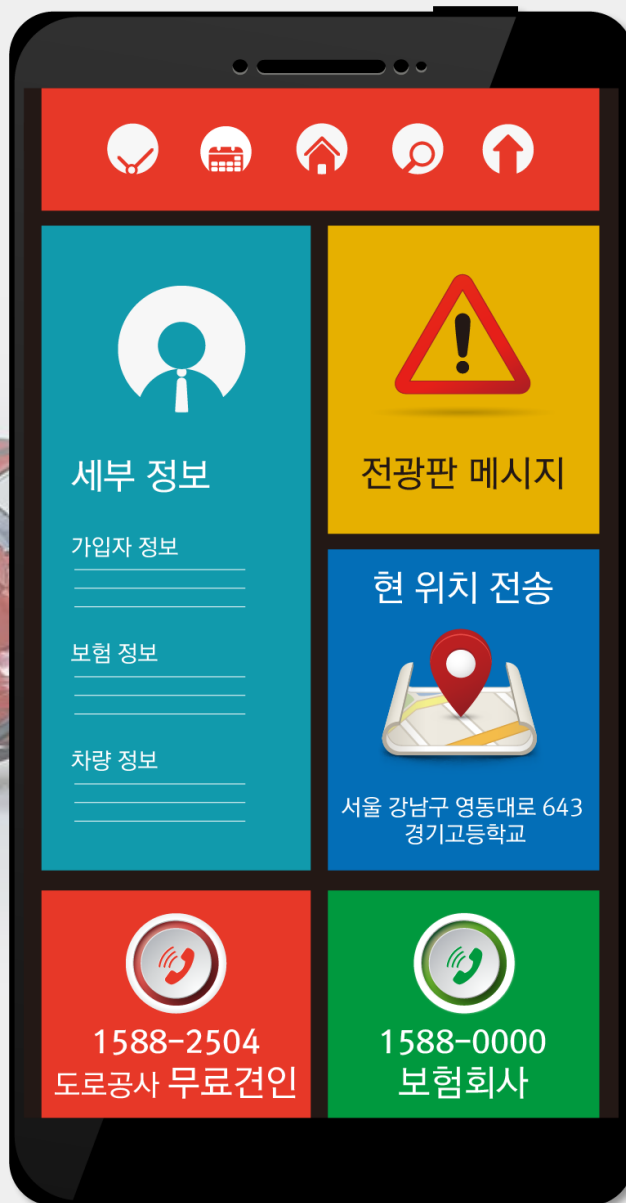 세부 정보
가입자 정보
보험 정보
차량 정보
전광판 메시지
현 위치 전송
서울 강남구 영동대로 643
경기고등학교
1588-2504
도로공사 무료견인
1588-0000
보험회사